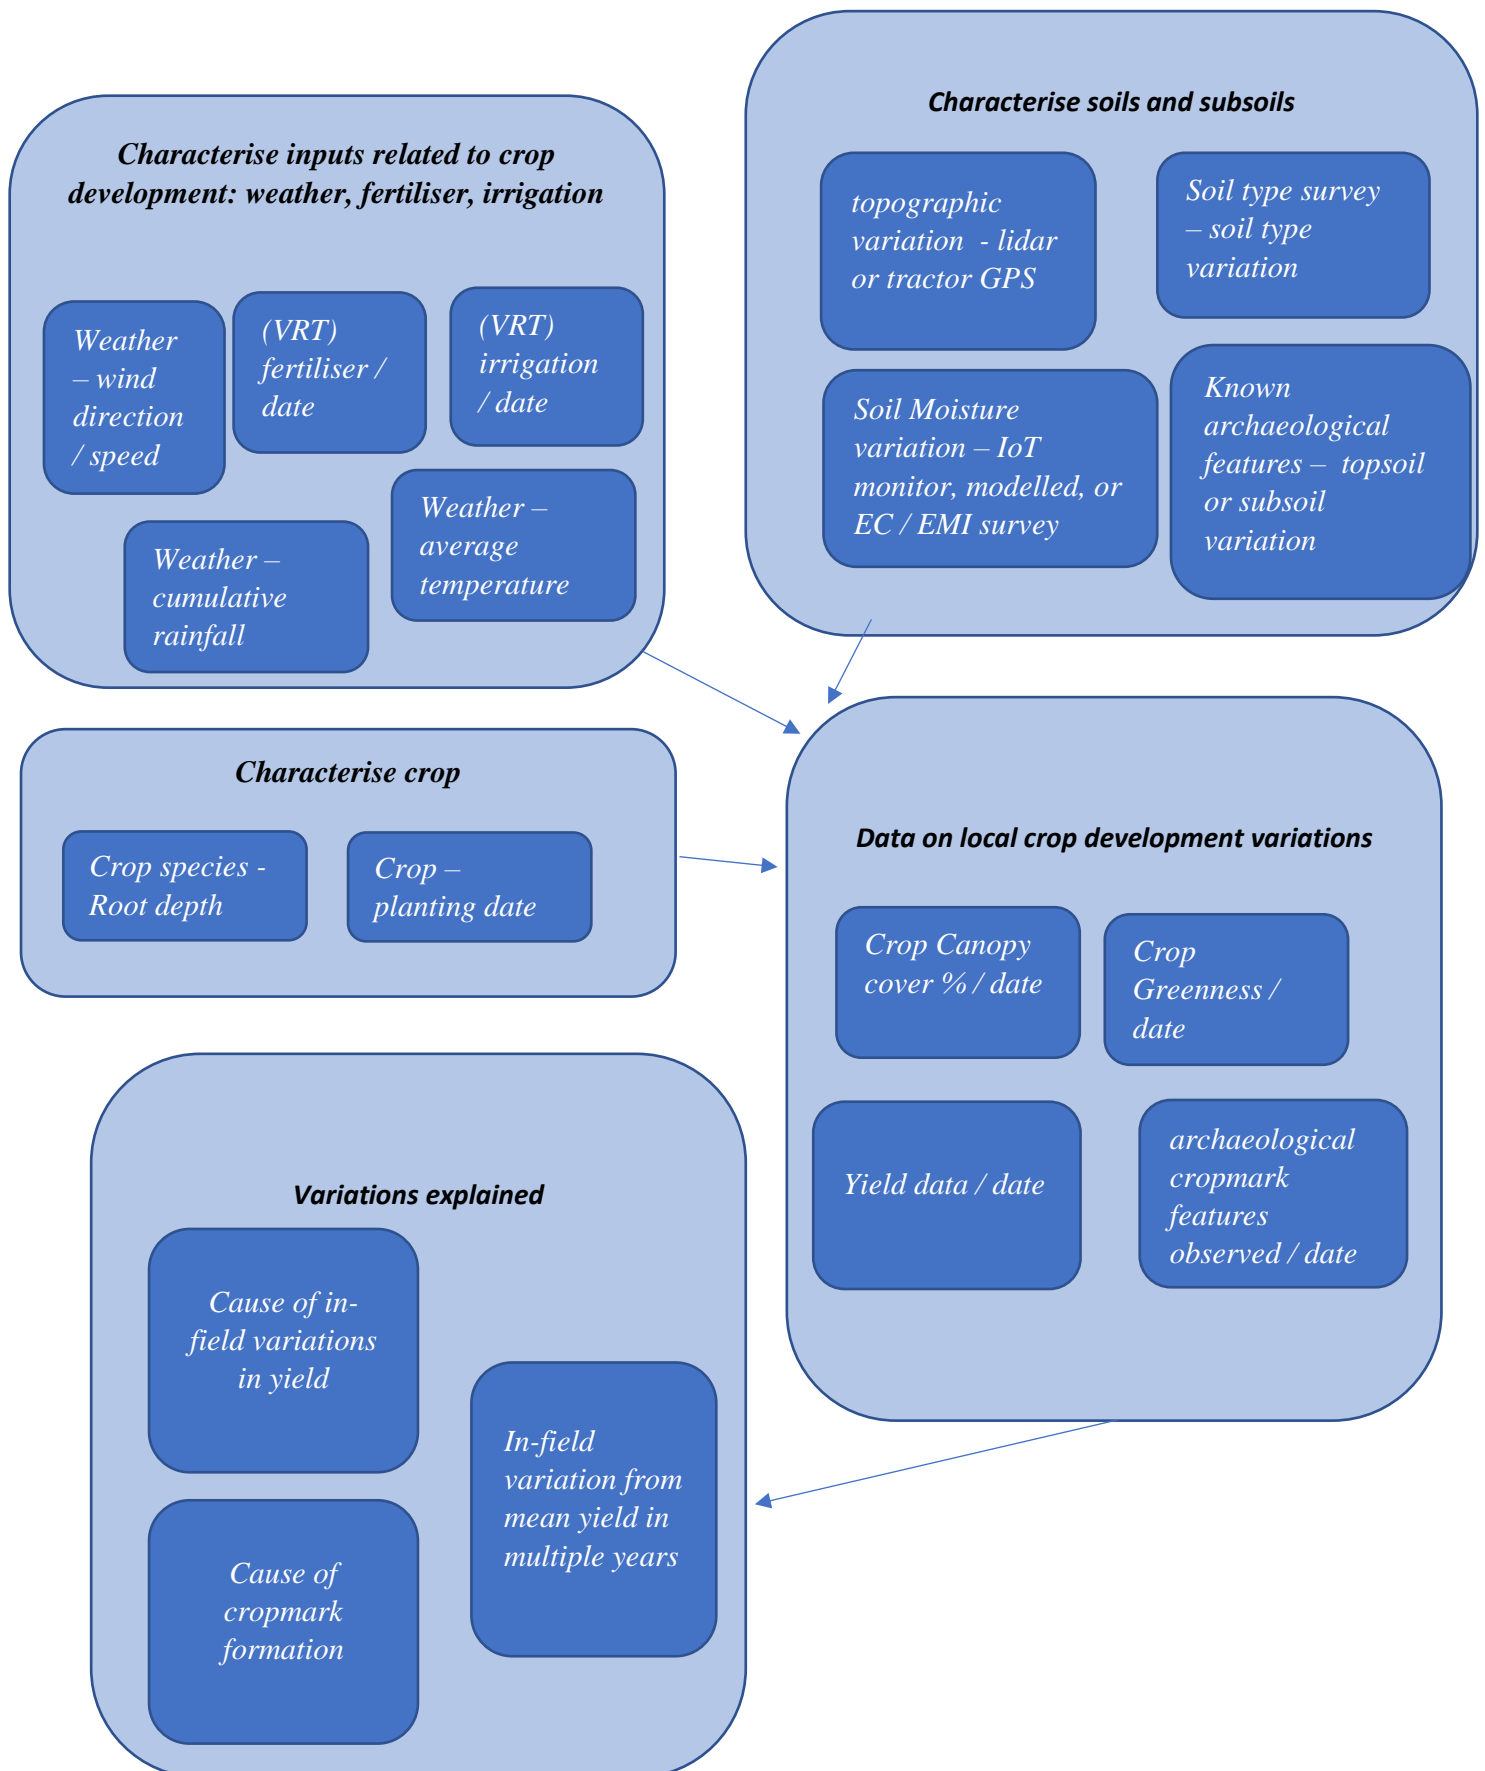 Characterise inputs related to crop
development: weather, fertiliser, irrigation
Weather
– wind
direction
/ speed
(VRT)
fertiliser /
date
(VRT)
irrigation
/ date
Weather –
cumulative
rainfall
Weather –
average
temperature
Characterise soils and subsoils
topographic
variation  - lidar
or tractor GPS
Soil type survey
– soil type
variation
Soil Moisture
variation – IoT
monitor, modelled, or
EC / EMI survey
Known
archaeological
features –  topsoil
or subsoil
variation
Characterise crop
Crop species -
Root depth
Crop –
planting date
Data on local crop development variations
Crop Canopy
cover % / date
Crop
Greenness /
date
Yield data / date
archaeological
cropmark
features
observed / date
Variations explained
Cause of in-
field variations
in yield
In-field
variation from
mean yield in
multiple years
Cause of
cropmark
formation